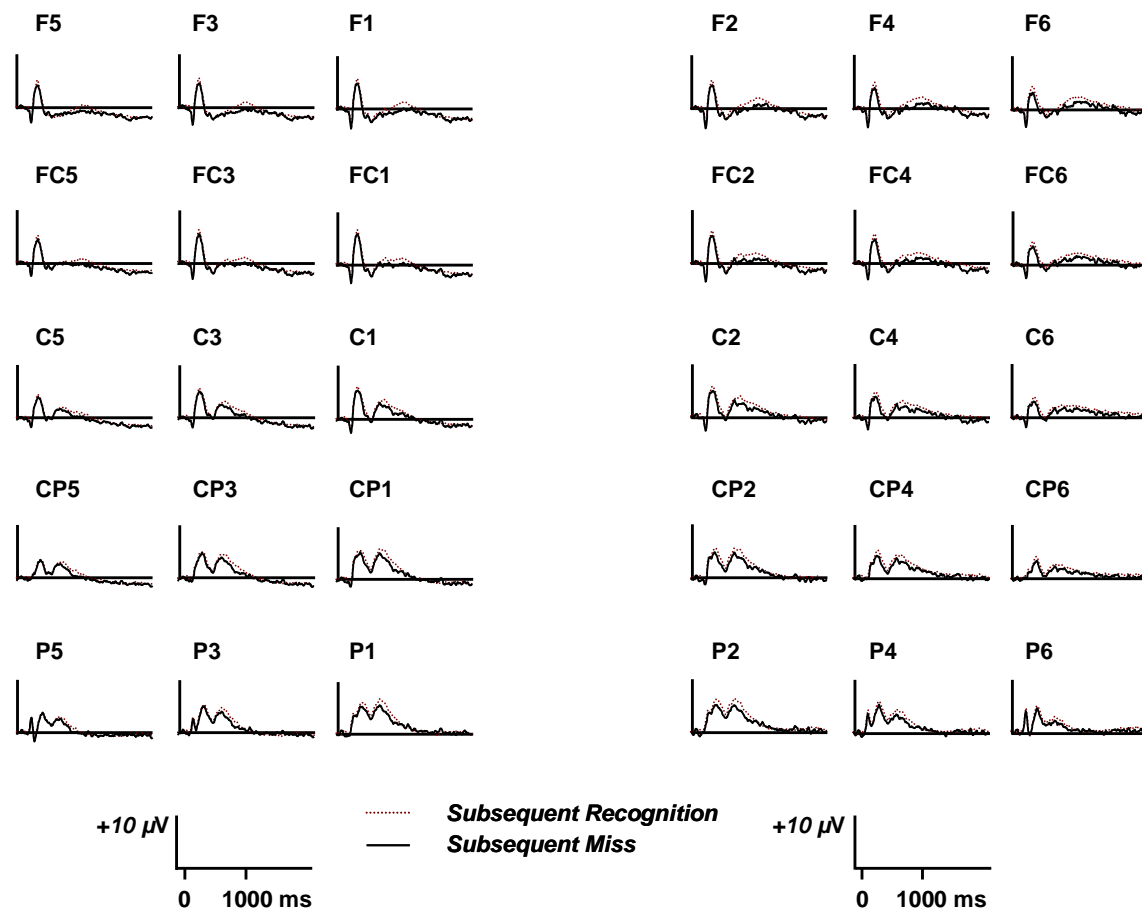 F5 F3 F1 F2 F4 F6
FC5 FC3 FC1 FC2 FC4 FC6
C5 C3 C1 C2 C4 C6
CP5 CP3 CP1 CP2 CP4 CP6
P5 P3 P1 P2 P4 P6
+10 µV
Subsequent Recognition
Subsequent Miss
0 1000 ms
+10 µV
0 1000 ms